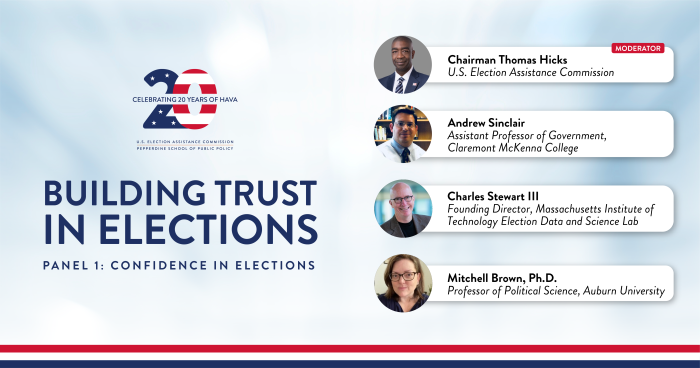 20
CELEBRATING 20 YEARS OF HAVA
U.S. ELECTION ASSISTANCE COMMISSION
PEPPERDINE SCHOOL OF PUBLIC POLICY
BUILDING TRUST
IN ELECTIONS
PANEL 1: CONFIDENCE IN ELECTIONS
MODERATOR
Chairman Thomas Hicks
U.S. Election Assistance Commission
Andrew Sinclair
Assistant Professor of Government,
Claremont McKenna College
Charles Stewart III
Founding Director, Massachusetts Institute of
Technology Election Data and Science Lab
Mitchell Brown, Ph.D.
Professor of Political Science, Auburn University